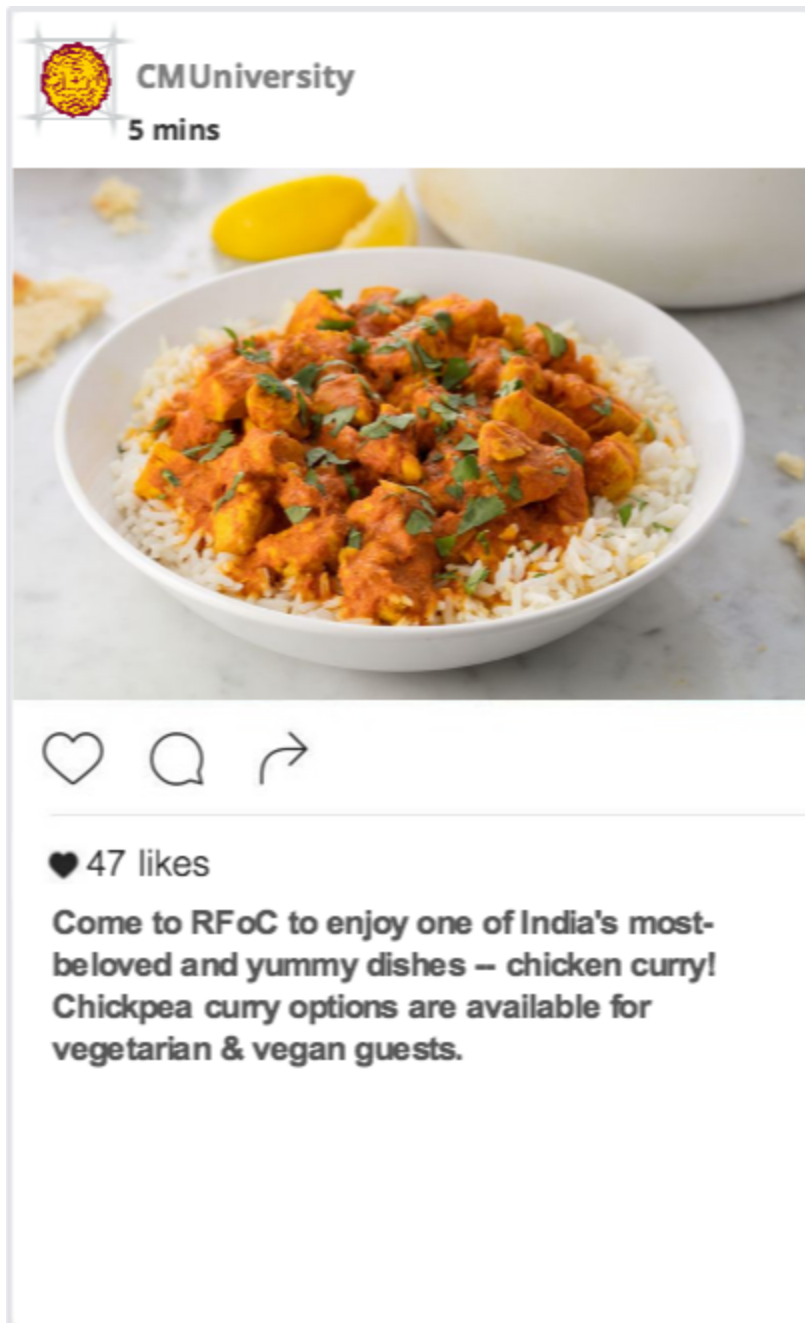 CMUniversity
5 mins
47 likes
Come to RFoC to enjoy one of India's most-
beloved and yummy dishes -- chicken curry!
Chickpea curry options are available for
vegetarian & vegan guests.